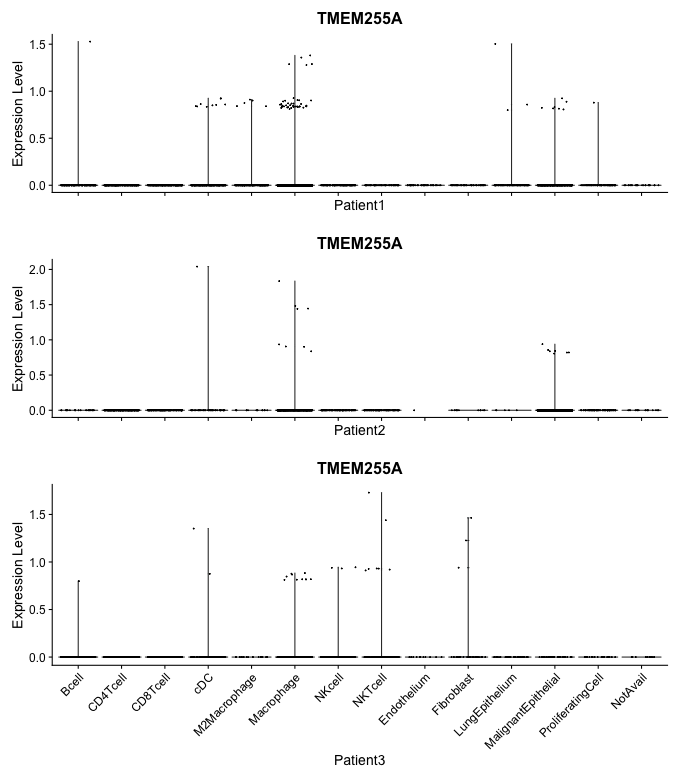 TMEM255A
1.5
1.0
0.5
0.0
Expression Level
Patient1
TMEM255A
2.0
1.5
1.0
0.5
0.0
Expression Level
Patient2
TMEM255A
1.5
1.0
0.5
0.0
Expression Level
Bcell
CD4Tcell
CD8Tcell
cDC
M2Macrophage
Macrophage
NKcell
NKTcell
Endothelium
Fibroblast
LungEpithelium
MalignantEpithelial
ProliferatingCell
NotAvail
Patient3